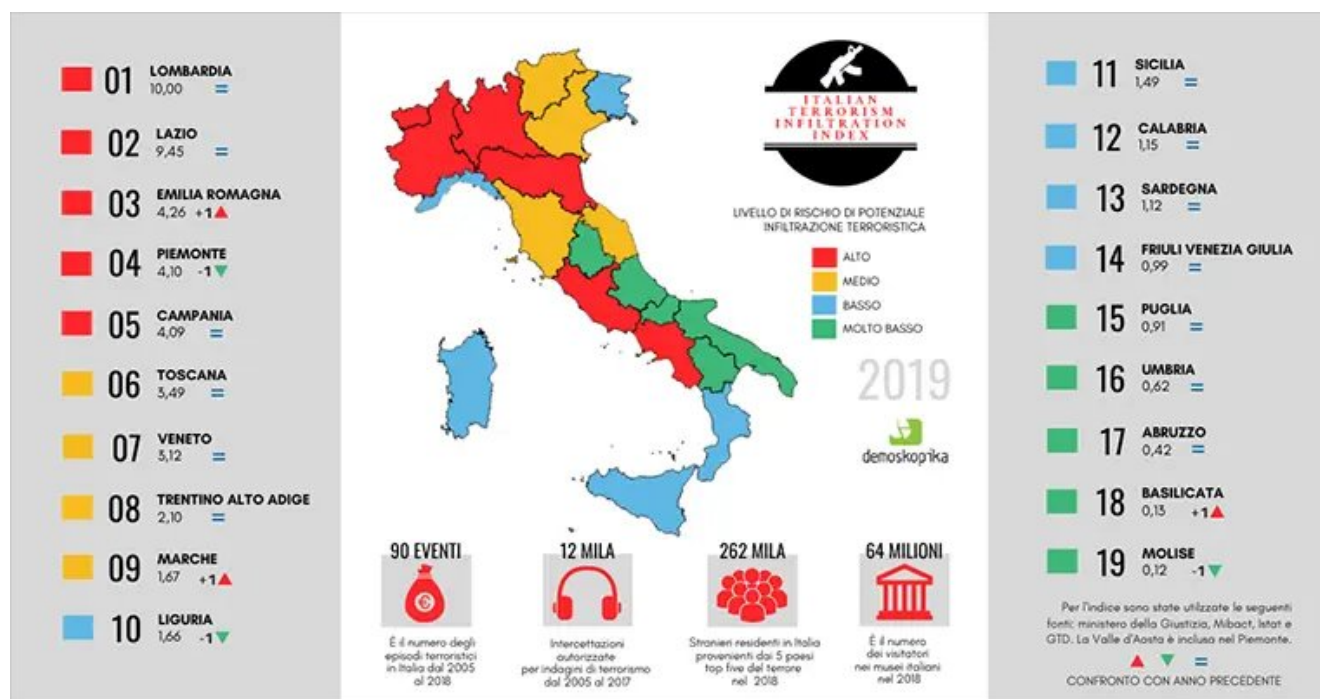 01 LOMBARDIA
10,00 =
02 LAZIO
9,45 =
03 EMILIA ROMAGNA
4,26 +1▲
04 PIEMONTE
4,10 -1▼
05 CAMPANIA
4,09 =
06 TOSCANA
3,49 =
07 VENETO
3,12 =
08 TRENTINO ALTO ADIGE
2,10 =
09 MARCHE
1,67 +1▲
10 LIGURIA
1,66 -1▼
ITALIAN
TERRORISM
INFILTRATION
INDEX
LIVELLO DI RISCHIO DI POTENZIALE
INFILTRAZIONE TERRORISTICA
ALTO
MEDIO
BASSO
MOLTO BASSO
2019
demoskopika
90 EVENTI
È il numero degli
episodi terroristici
in Italia dal 2005
al 2018
12 MILA
Intercettazioni
autorizzate
per indagini di terrorismo
dal 2005 al 2017
262 MILA
Stranieri residenti in Italia
provenienti dai 5 paesi
top five del terrore
nel 2018
64 MILIONI
È il numero
dei visitatori
nei musei italiani
nel 2018
11 SICILIA
1,49 =
12 CALABRIA
1,15 =
13 SARDEGNA
1,12 =
14 FRIULI VENEZIA GIULIA
0,99 =
15 PUGLIA
0,91 =
16 UMBRIA
0,62 =
17 ABRUZZO
0,42 =
18 BASILICATA
0,13 +1▲
19 MOLISE
0,12 -1▼
Per l'indice sono state utilizzate le seguenti
fonti: ministero della Giustizia, Mibact, Istat e
GTD. La Valle d'Aosta è inclusa nel Piemonte.
▲ ▼ =
CONFRONTO CON ANNO PRECEDENTE